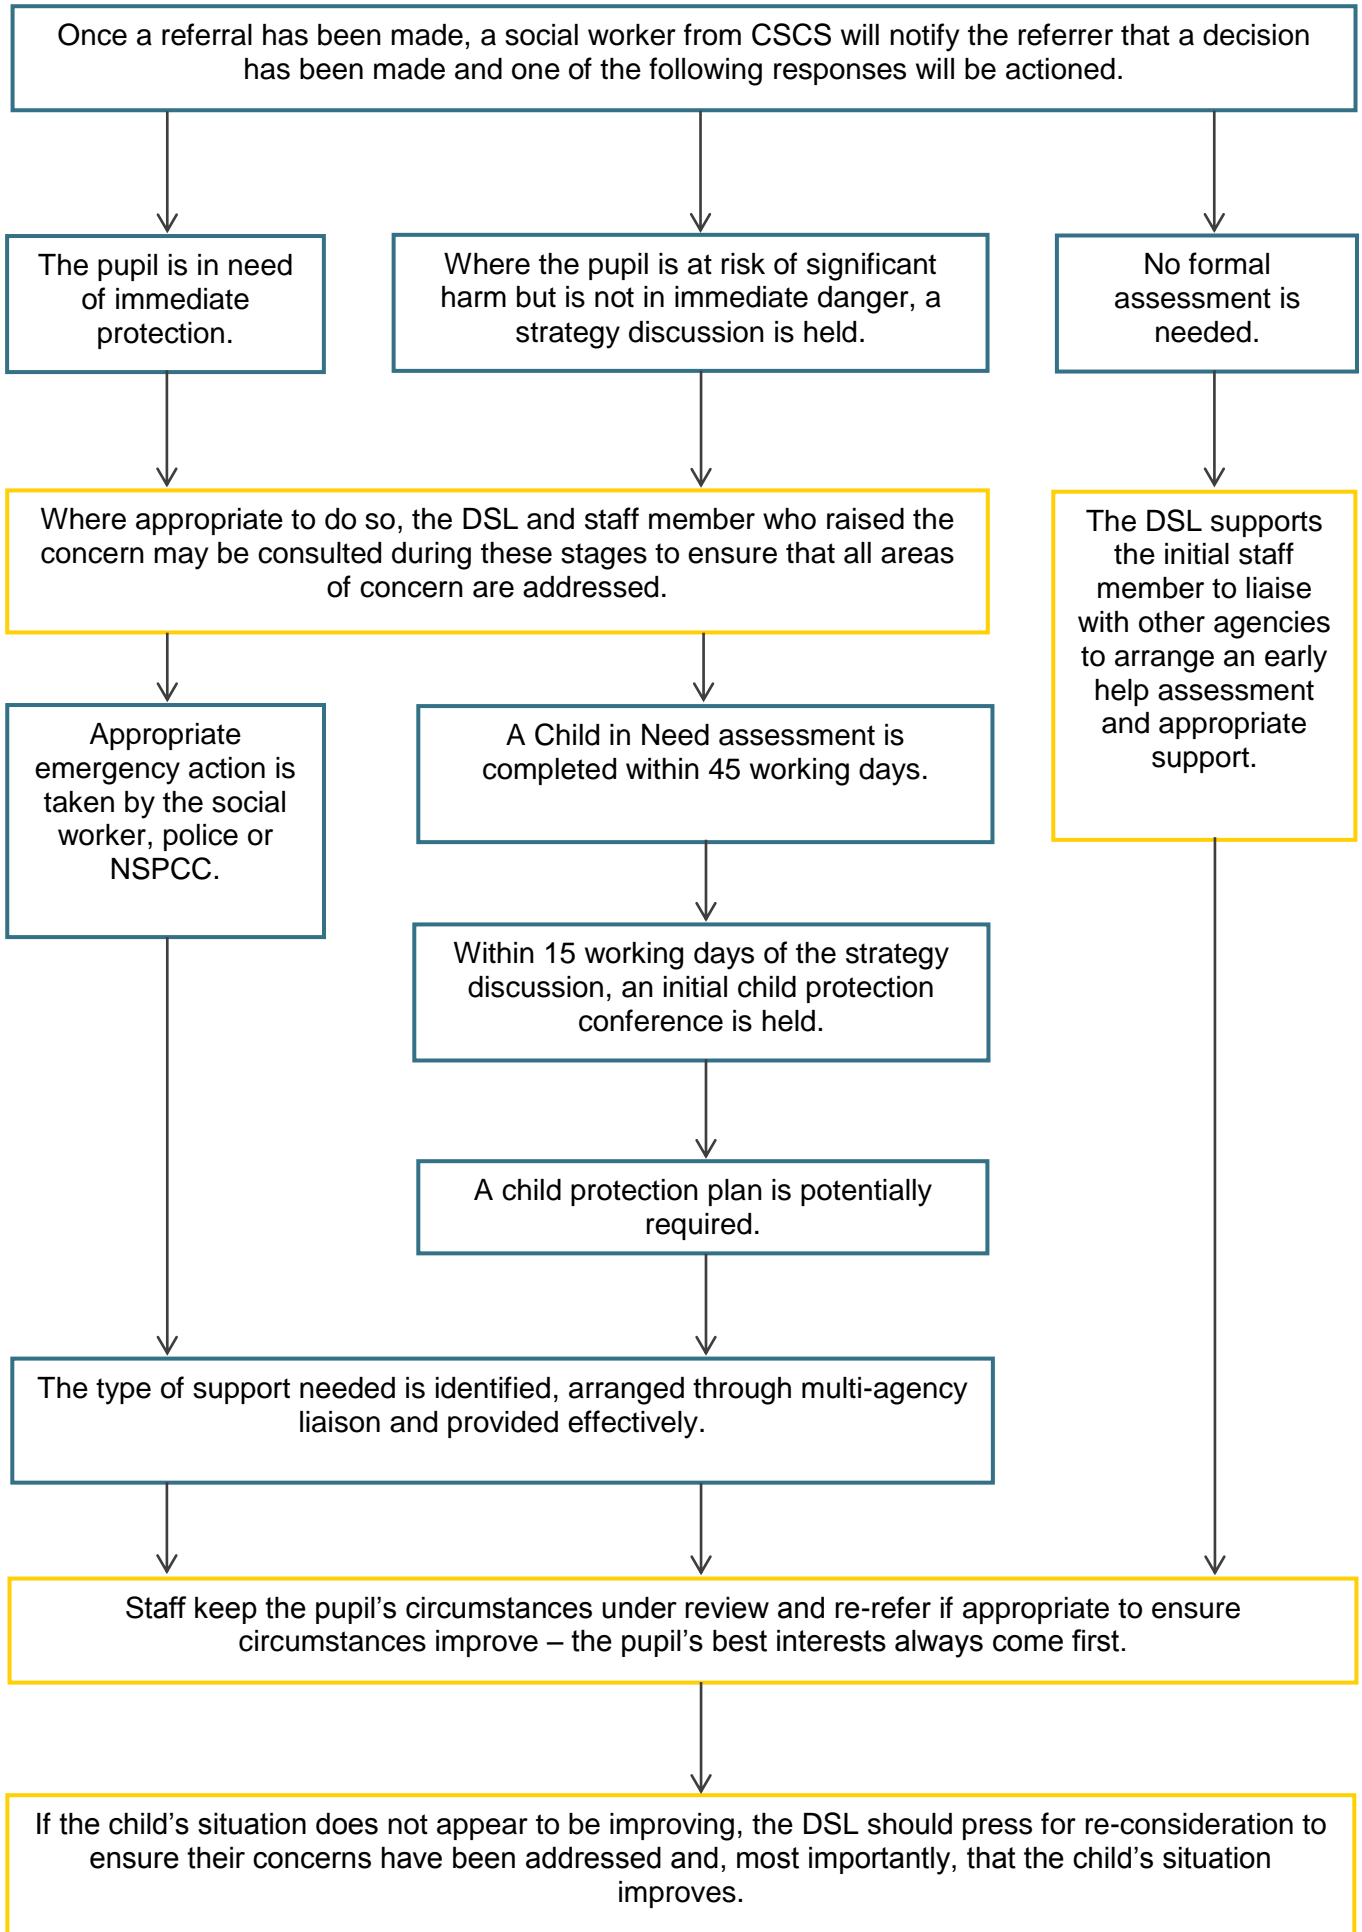 Once a referral has been made, a social worker from CSCS will notify the referrer that a decision
has been made and one of the following responses will be actioned.
The pupil is in need
of immediate
protection.
Where the pupil is at risk of significant
harm but is not in immediate danger, a
strategy discussion is held.
No formal
assessment is
needed.
Where appropriate to do so, the DSL and staff member who raised the
concern may be consulted during these stages to ensure that all areas
of concern are addressed.
The DSL supports
the initial staff
member to liaise
with other agencies
to arrange an early
help assessment
and appropriate
support.
Appropriate
emergency action is
taken by the social
worker, police or
NSPCC.
A Child in Need assessment is
completed within 45 working days.
Within 15 working days of the strategy
discussion, an initial child protection
conference is held.
A child protection plan is potentially
required.
The type of support needed is identified, arranged through multi-agency
liaison and provided effectively.
Staff keep the pupil’s circumstances under review and re-refer if appropriate to ensure
circumstances improve – the pupil’s best interests always come first.
If the child’s situation does not appear to be improving, the DSL should press for re-consideration to
ensure their concerns have been addressed and, most importantly, that the child’s situation
improves.